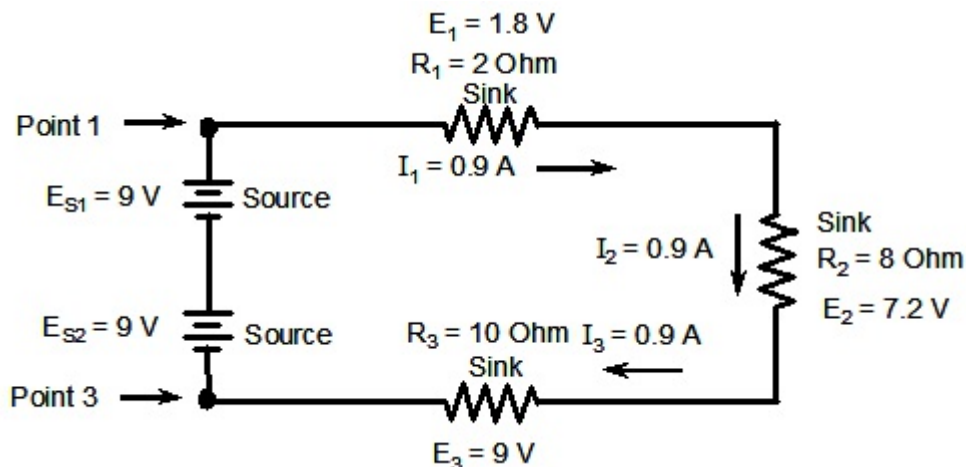 E1 = 1.8 V
R1 = 2 Ohm
Sink
Point 1
I1 = 0.9 A
ES1 = 9 V
Source
Sink
I2 = 0.9 A
R2 = 8 Ohm
E2 = 7.2 V
ES2 = 9 V
Source
R3 = 10 Ohm
I3 = 0.9 A
Sink
Point 3
E3 = 9 V